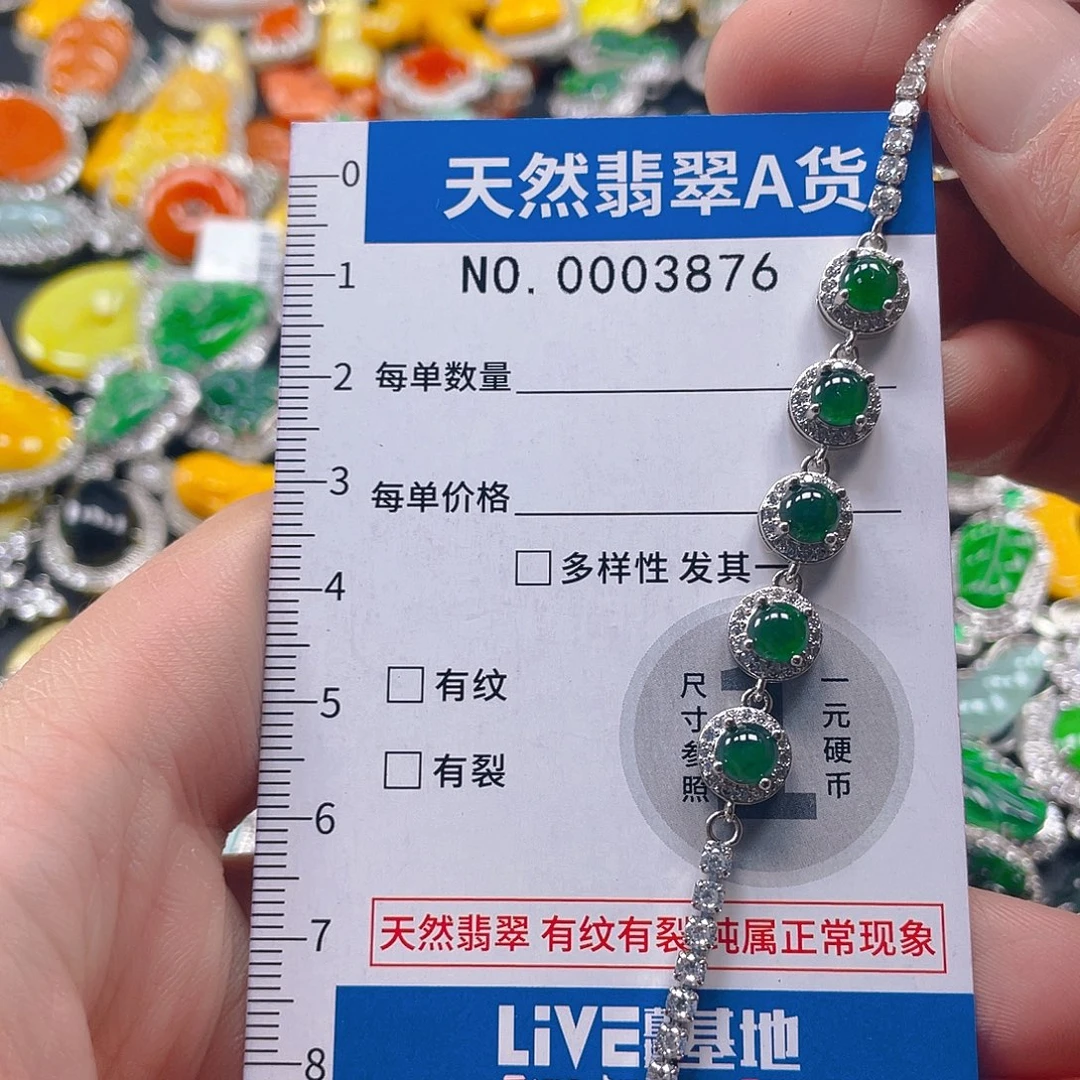 天然翡翠A货
NO. 0003876
每单数量
每单价格
多样性 发其一
有纹
有裂
尺寸参照
1
一元硬币
天然翡翠 有纹有裂 纯属正常现象
LiVE基地
0
1
2
3
4
5
6
7
8